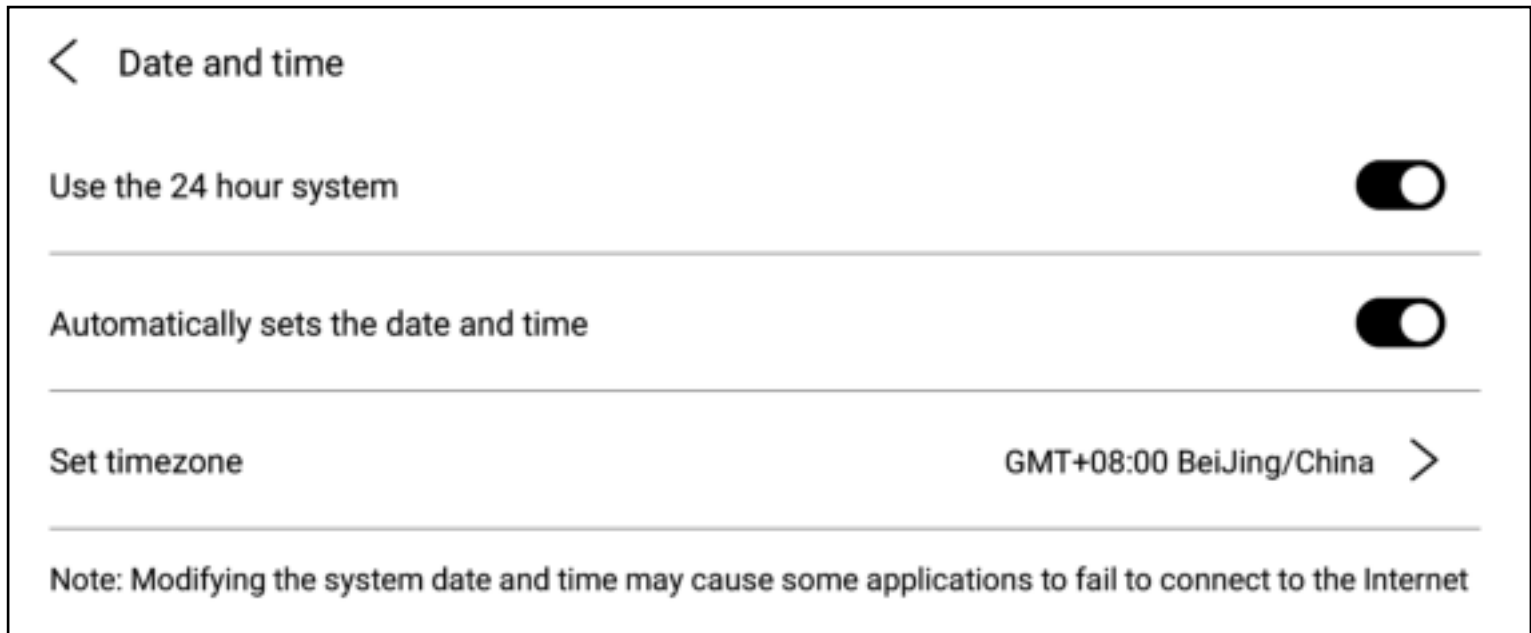 Date and time
Use the 24 hour system
Automatically sets the date and time
Set timezone GMT+08:00 BeiJing/China
Note: Modifying the system date and time may cause some applications to fail to connect to the Internet